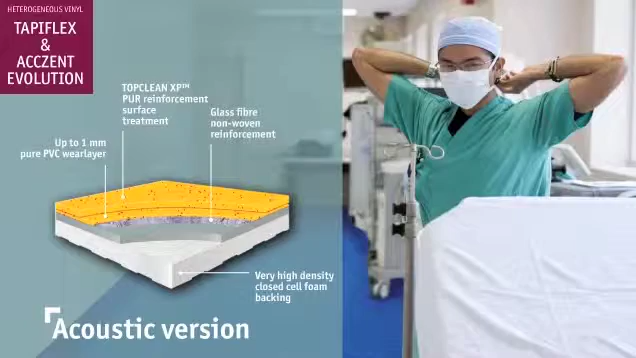 HETEROGENEOUS VINYL
TAPIFLEX
&
ACCZENT
EVOLUTION
TOPCLEAN XP™
PUR reinforcement
surface
treatment
Glass fibre
non-woven
reinforcement
Up to 1 mm
pure PVC wearlayer
Very high density
closed cell foam
backing
Acoustic version